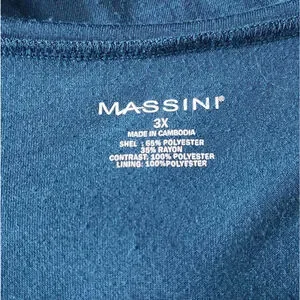 MASSINI®
3X
MADE IN CAMBODIA
SHEL : 65% POLYESTER
35% RAYON
CONTRAST: 100% POLYESTER
LINING: 100%POLYESTER